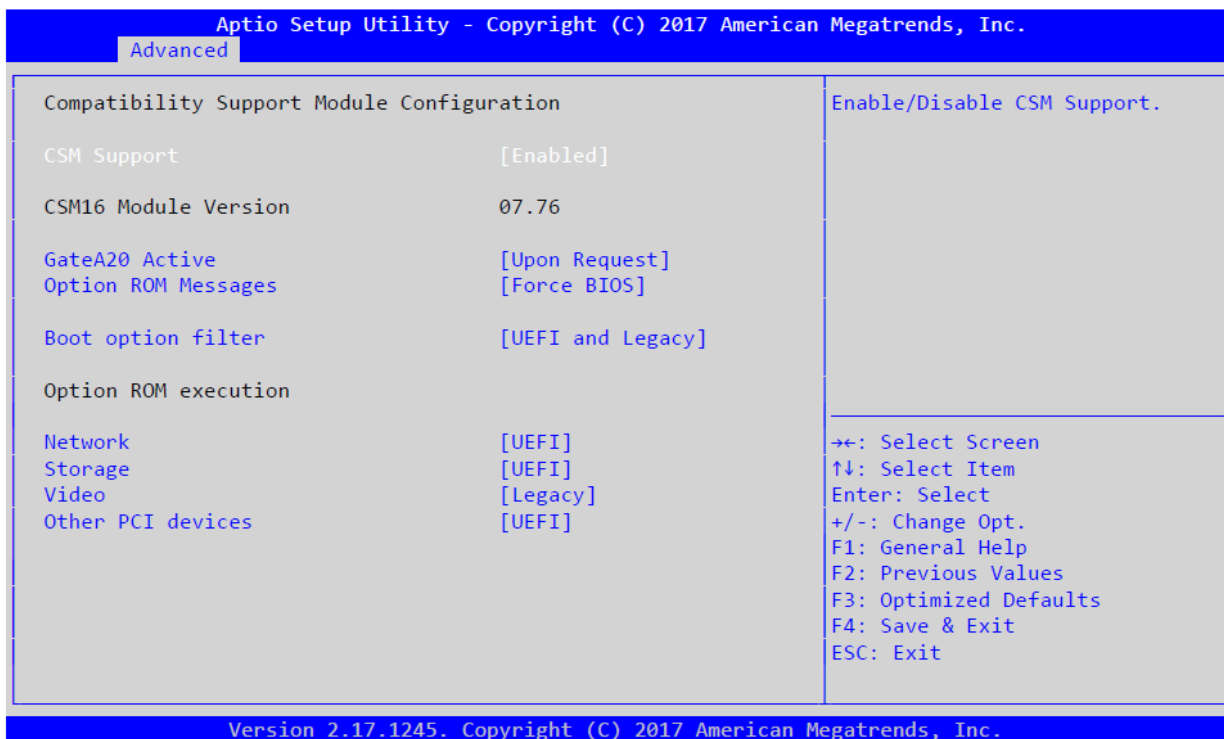 Aptio Setup Utility - Copyright (C) 2017 American Megatrends, Inc.
Advanced
Compatibility Support Module Configuration
CSM Support [Enabled]
CSM16 Module Version 07.76
GateA20 Active [Upon Request]
Option ROM Messages [Force BIOS]
Boot option filter [UEFI and Legacy]
Option ROM execution
Network [UEFI]
Storage [UEFI]
Video [Legacy]
Other PCI devices [UEFI]
Enable/Disable CSM Support.
→←: Select Screen
↑↓: Select Item
Enter: Select
+/-: Change Opt.
F1: General Help
F2: Previous Values
F3: Optimized Defaults
F4: Save & Exit
ESC: Exit
Version 2.17.1245. Copyright (C) 2017 American Megatrends, Inc.